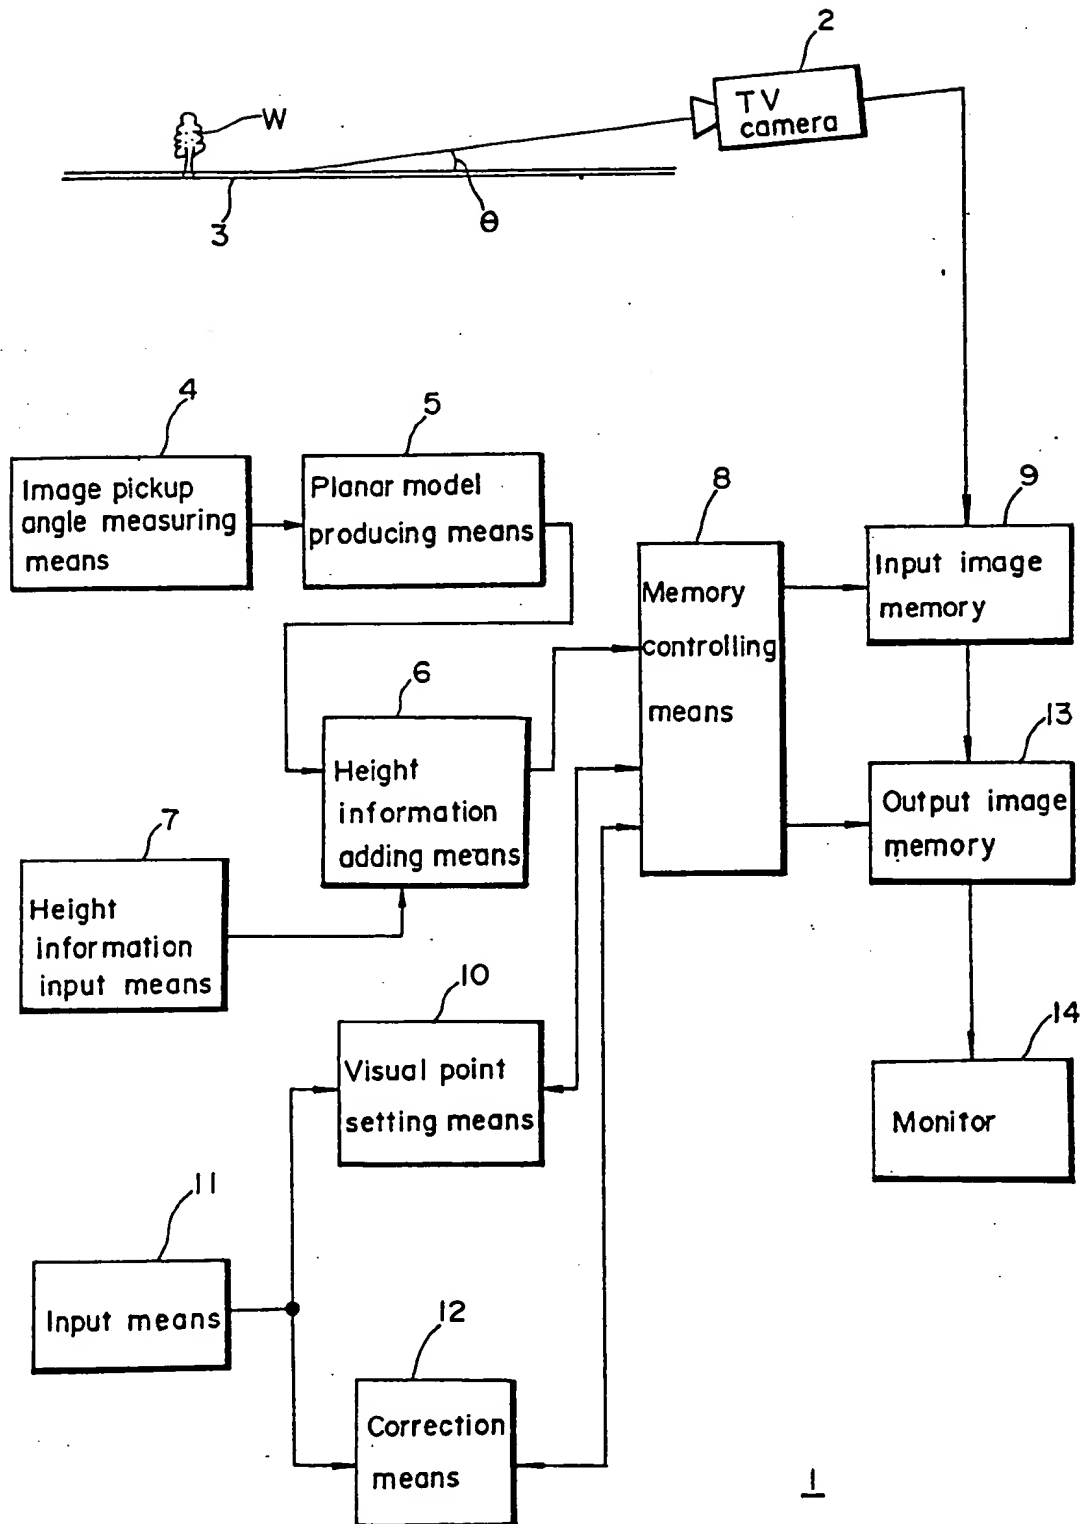 2
TV
camera
W
3
θ
4
Image pickup
angle measuring
means
5
Planar model
producing means
8
Memory
controlling
means
9
Input image
memory
6
Height
information
adding means
7
Height
information
input means
13
Output image
memory
10
Visual point
setting means
14
Monitor
11
Input means
12
Correction
means
1